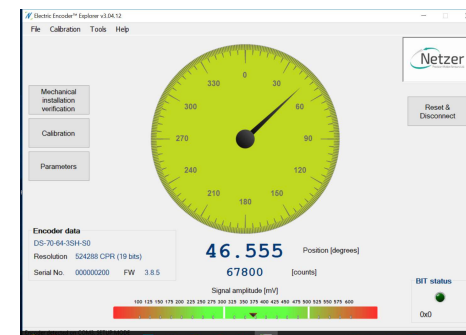 Electric Encoder™ Explorer v3.04.12
File Calibration Tools Help
Netzer
Mechanical
installation
verification
Calibration
Parameters
Reset &
Disconnect
0
30
60
90
120
150
180
210
240
270
300
330
Encoder data
DS-70-64-3SH-S0
Resolution 524288 CPR (19 bits)
Serial No. 000000200 FW 3.8.5
46.555 Position [degrees]
67800 [counts]
Signal amplitude [mV]
100 125 150 175 200 225 250 275 300 325 350 375 400 425 450 475 500 525 550 575 600
BIT status
0x0